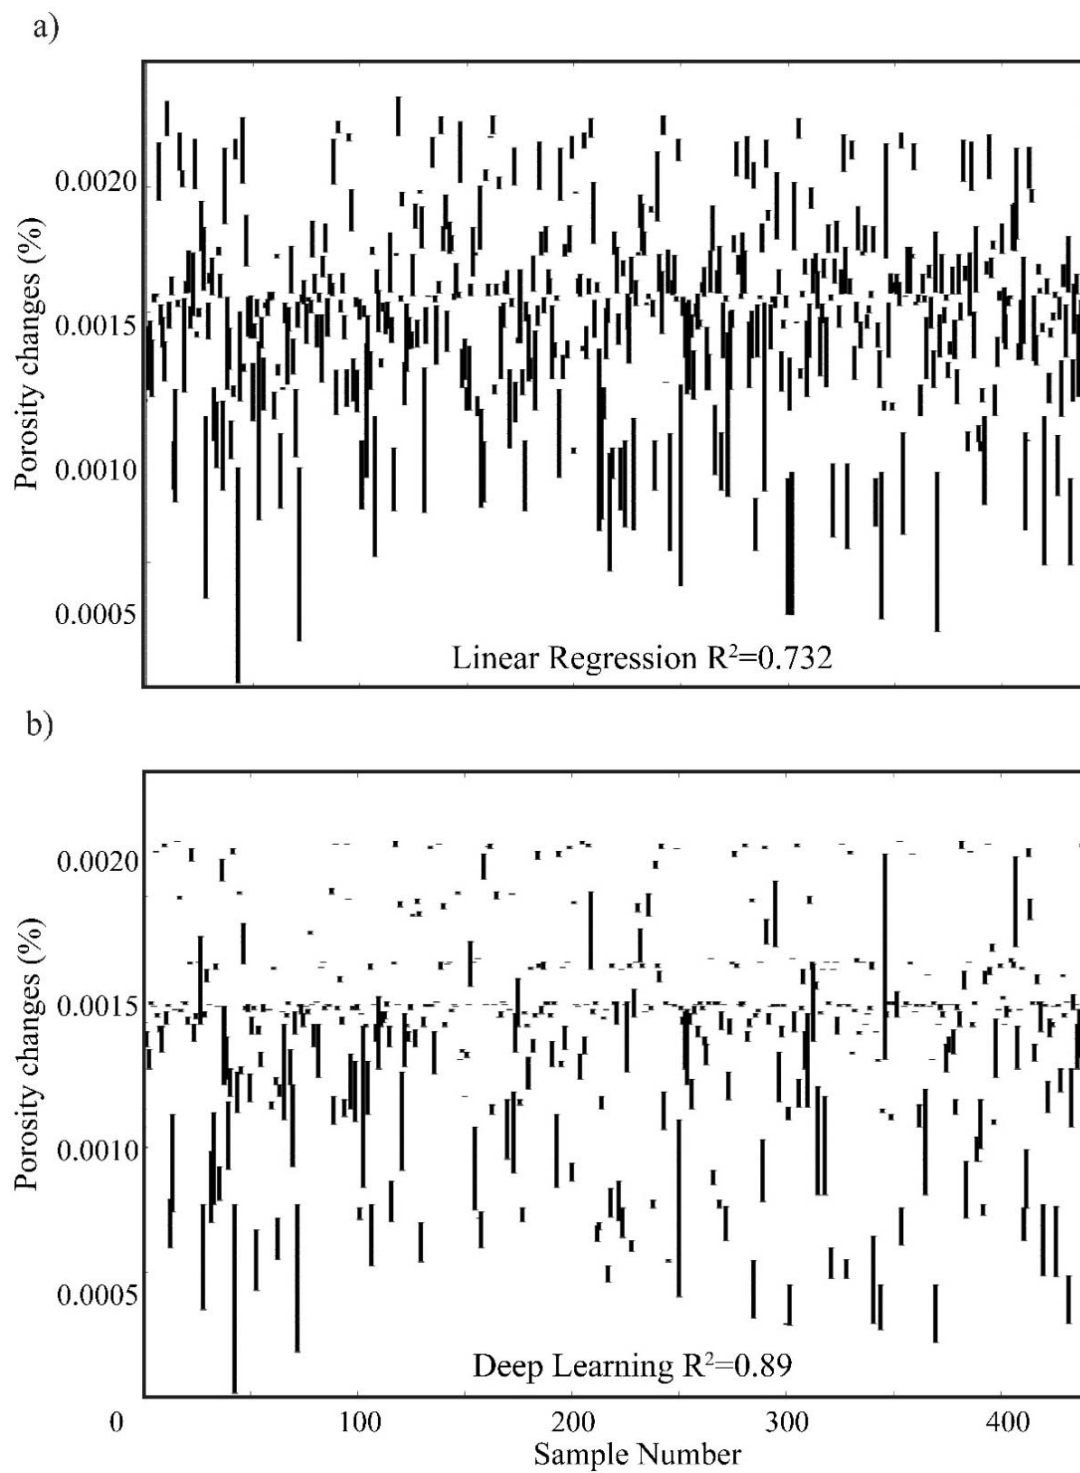 a)
0.0020
0.0015
0.0010
0.0005
Porosity changes (%)
Linear Regression R²=0.732
b)
0.0020
0.0015
0.0010
0.0005
Porosity changes (%)
Deep Learning R²=0.89
0 100 200 300 400
Sample Number